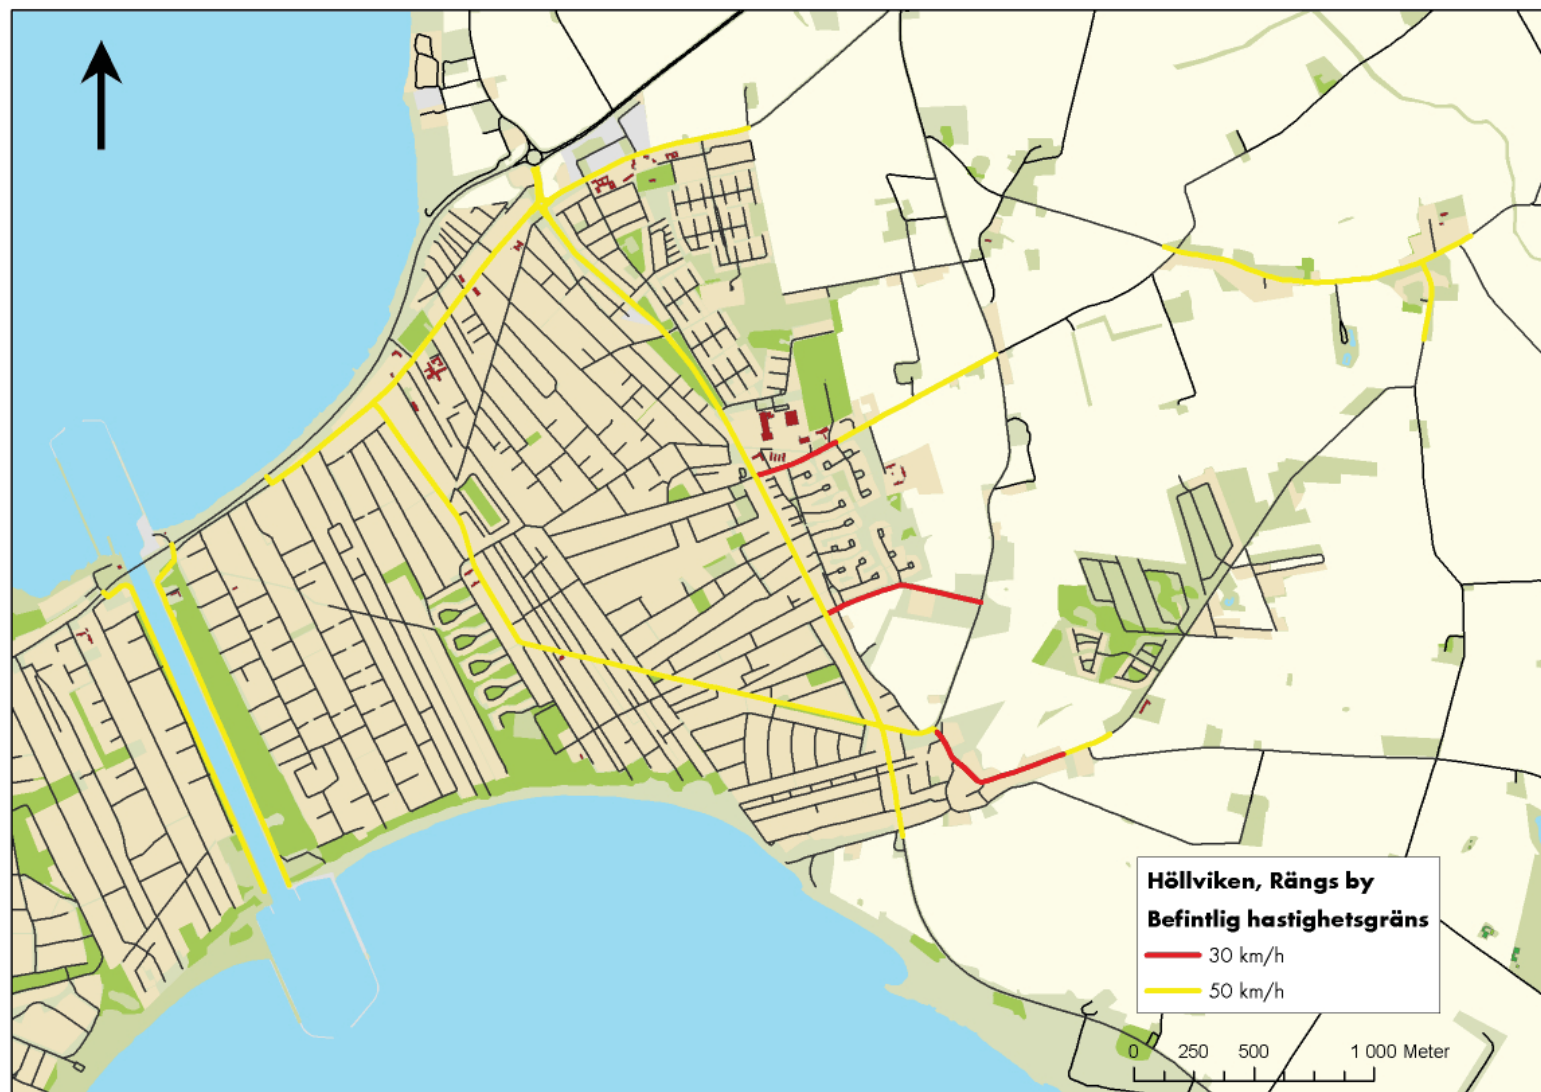 Höllviken, Rängs by
Befintlig hastighetsgräns
30 km/h
50 km/h
0 250 500 1 000 Meter